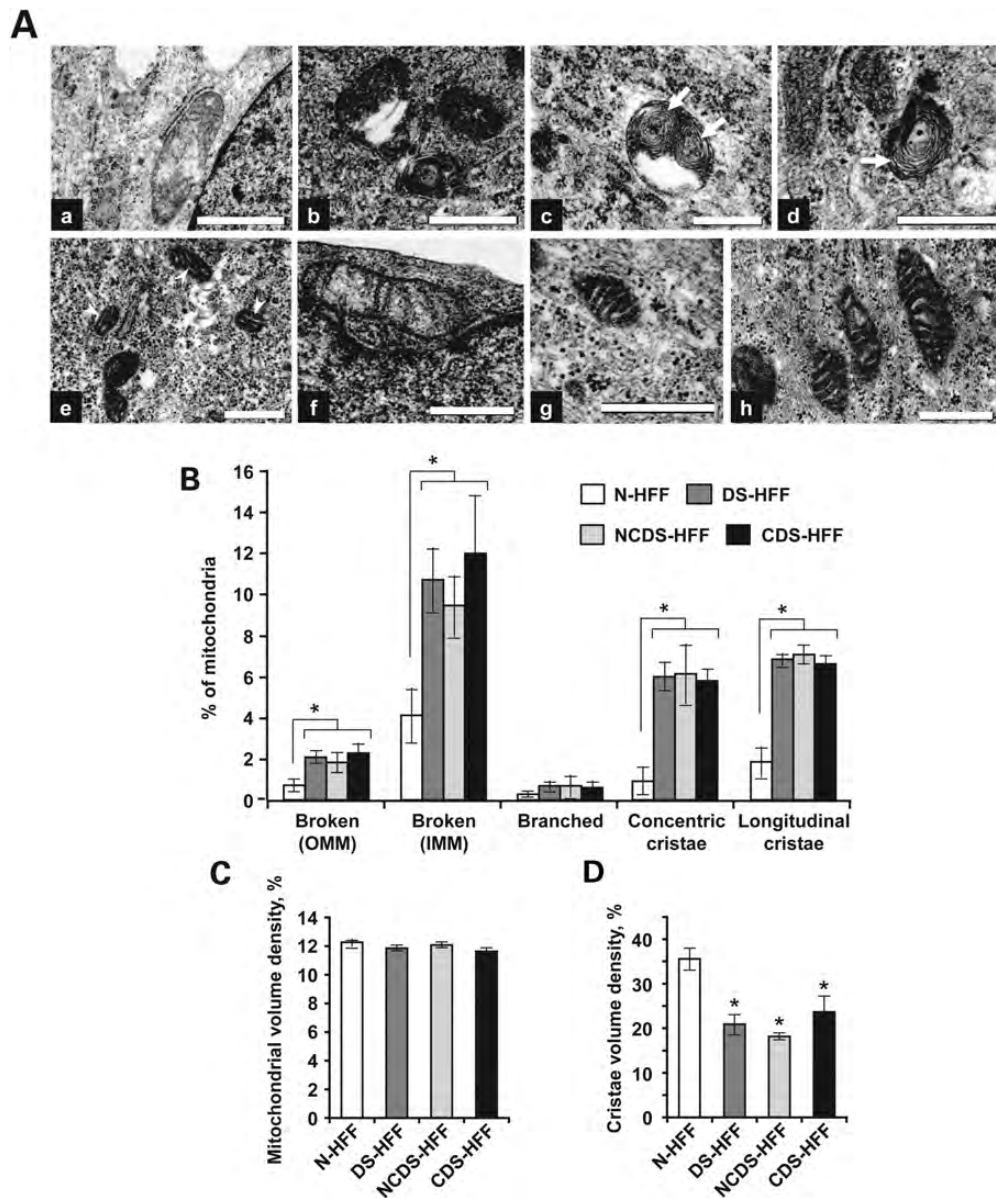 A
a
b
c
d
e
f
g
h
B
16
14
12
10
8
6
4
2
0
% of mitochondria
*
*
*
*
N-HFF
DS-HFF
NCDS-HFF
CDS-HFF
Broken
(OMM)
Broken
(IMM)
Branched
Concentric
cristae
Longitudinal
cristae
C
Mitochondrial volume density, %
14
12
10
8
6
4
2
0
N-HFF
DS-HFF
NCDS-HFF
CDS-HFF
D
Cristae volume density, %
40
35
30
20
10
5
0
*
*
*
N-HFF
DS-HFF
NCDS-HFF
CDS-HFF